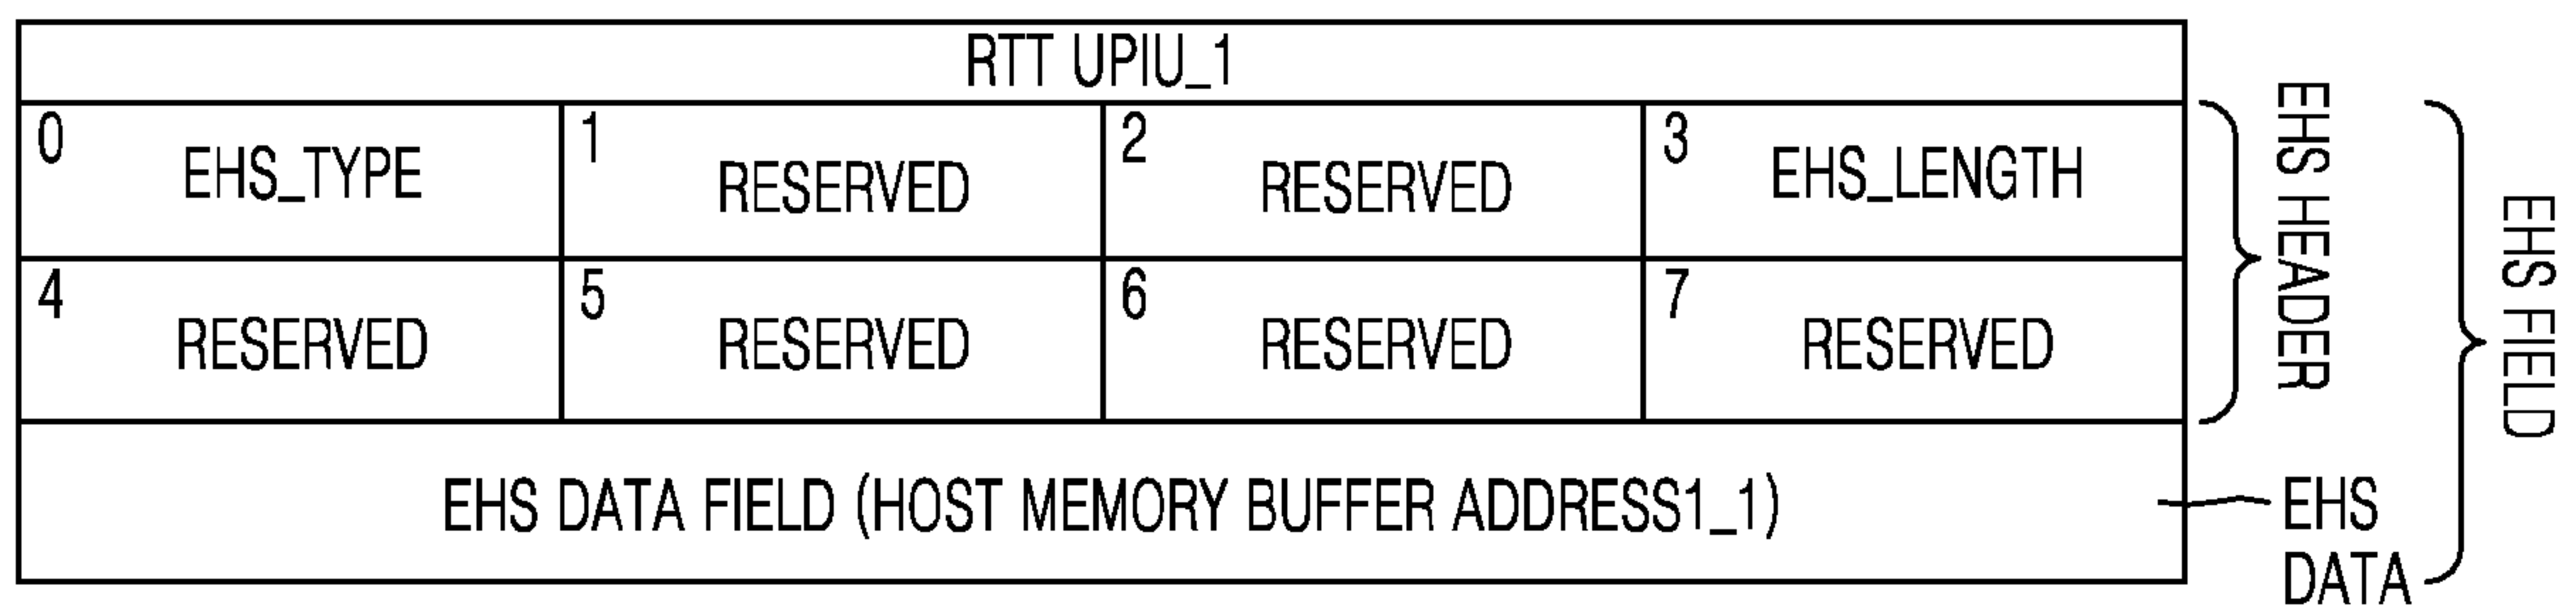 RTT UPIU_1
0 EHS_TYPE
1 RESERVED
2 RESERVED
3 EHS_LENGTH
4 RESERVED
5 RESERVED
6 RESERVED
7 RESERVED
EHS DATA FIELD (HOST MEMORY BUFFER ADDRESS1_1)
EHS HEADER
EHS
DATA
EHS FIELD